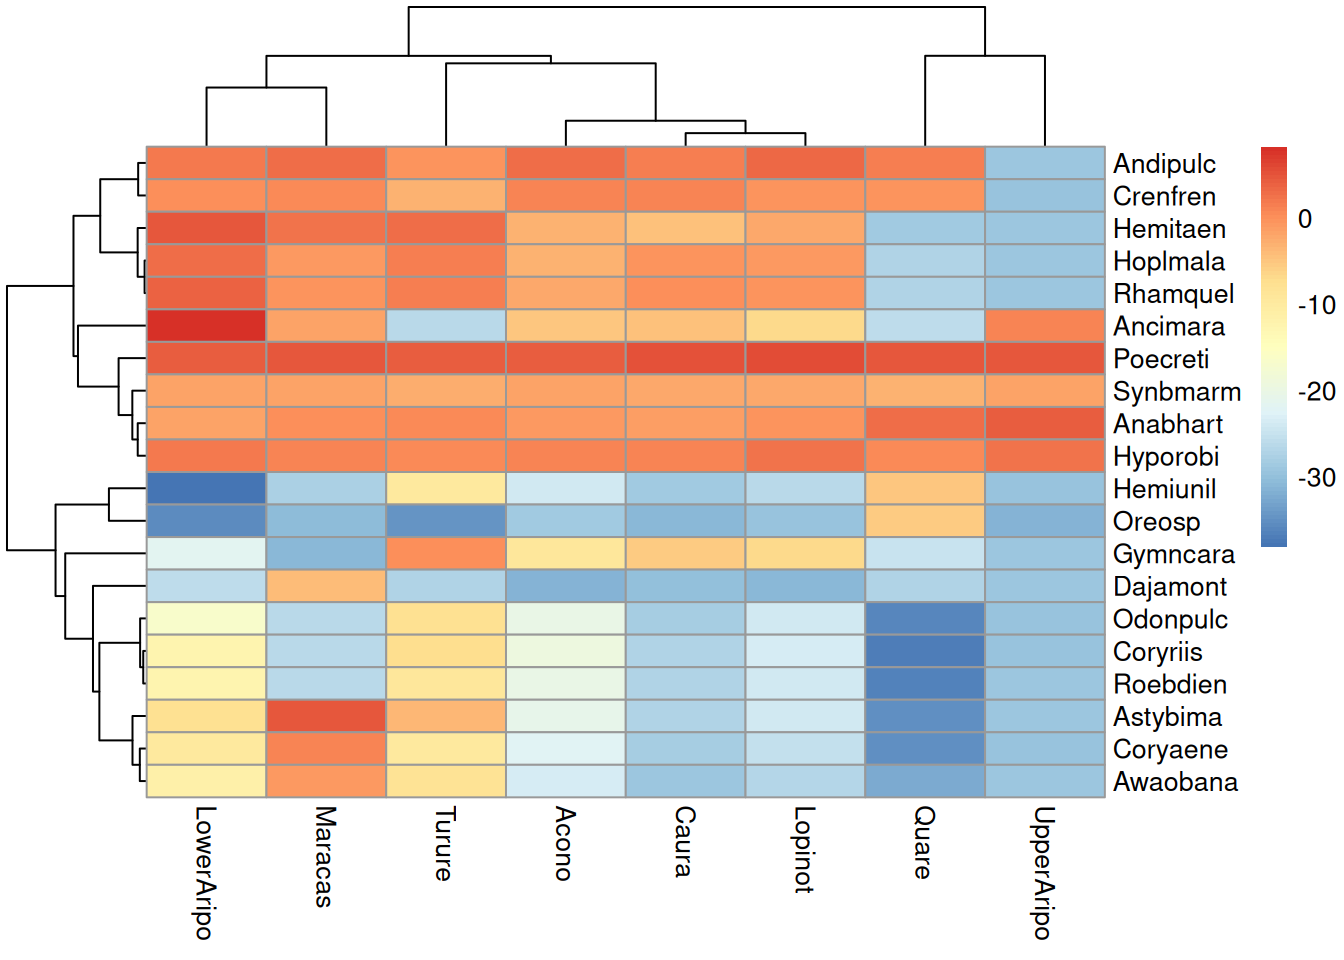 Andipulc
Crenfren
Hemitaen
Hoplmala
Rhamquel
Ancimara
Poecreti
Synbmarm
Anabhart
Hyporobi
Hemiunil
Oreosp
Gymncara
Dajamont
Odonpulc
Coryriis
Roebdien
Astybima
Coryaene
Awaobana
0
-10
-20
-30
LowerAripo
Maracas
Turure
Acono
Caura
Lopinot
Quare
UpperAripo